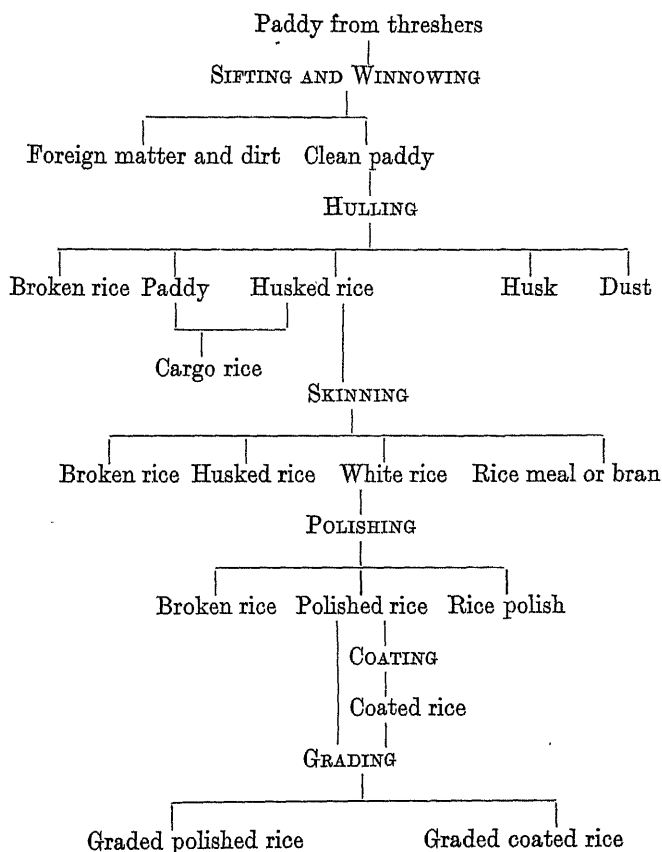 Paddy from threshers
SIFTING AND WINNOWING
Foreign matter and dirt Clean paddy
HULLING
Broken rice Paddy Husked rice Husk Dust
Cargo rice
SKINNING
Broken rice Husked rice White rice Rice meal or bran
POLISHING
Broken rice Polished rice Rice polish
COATING
Coated rice
GRADING
Graded polished rice Graded coated rice